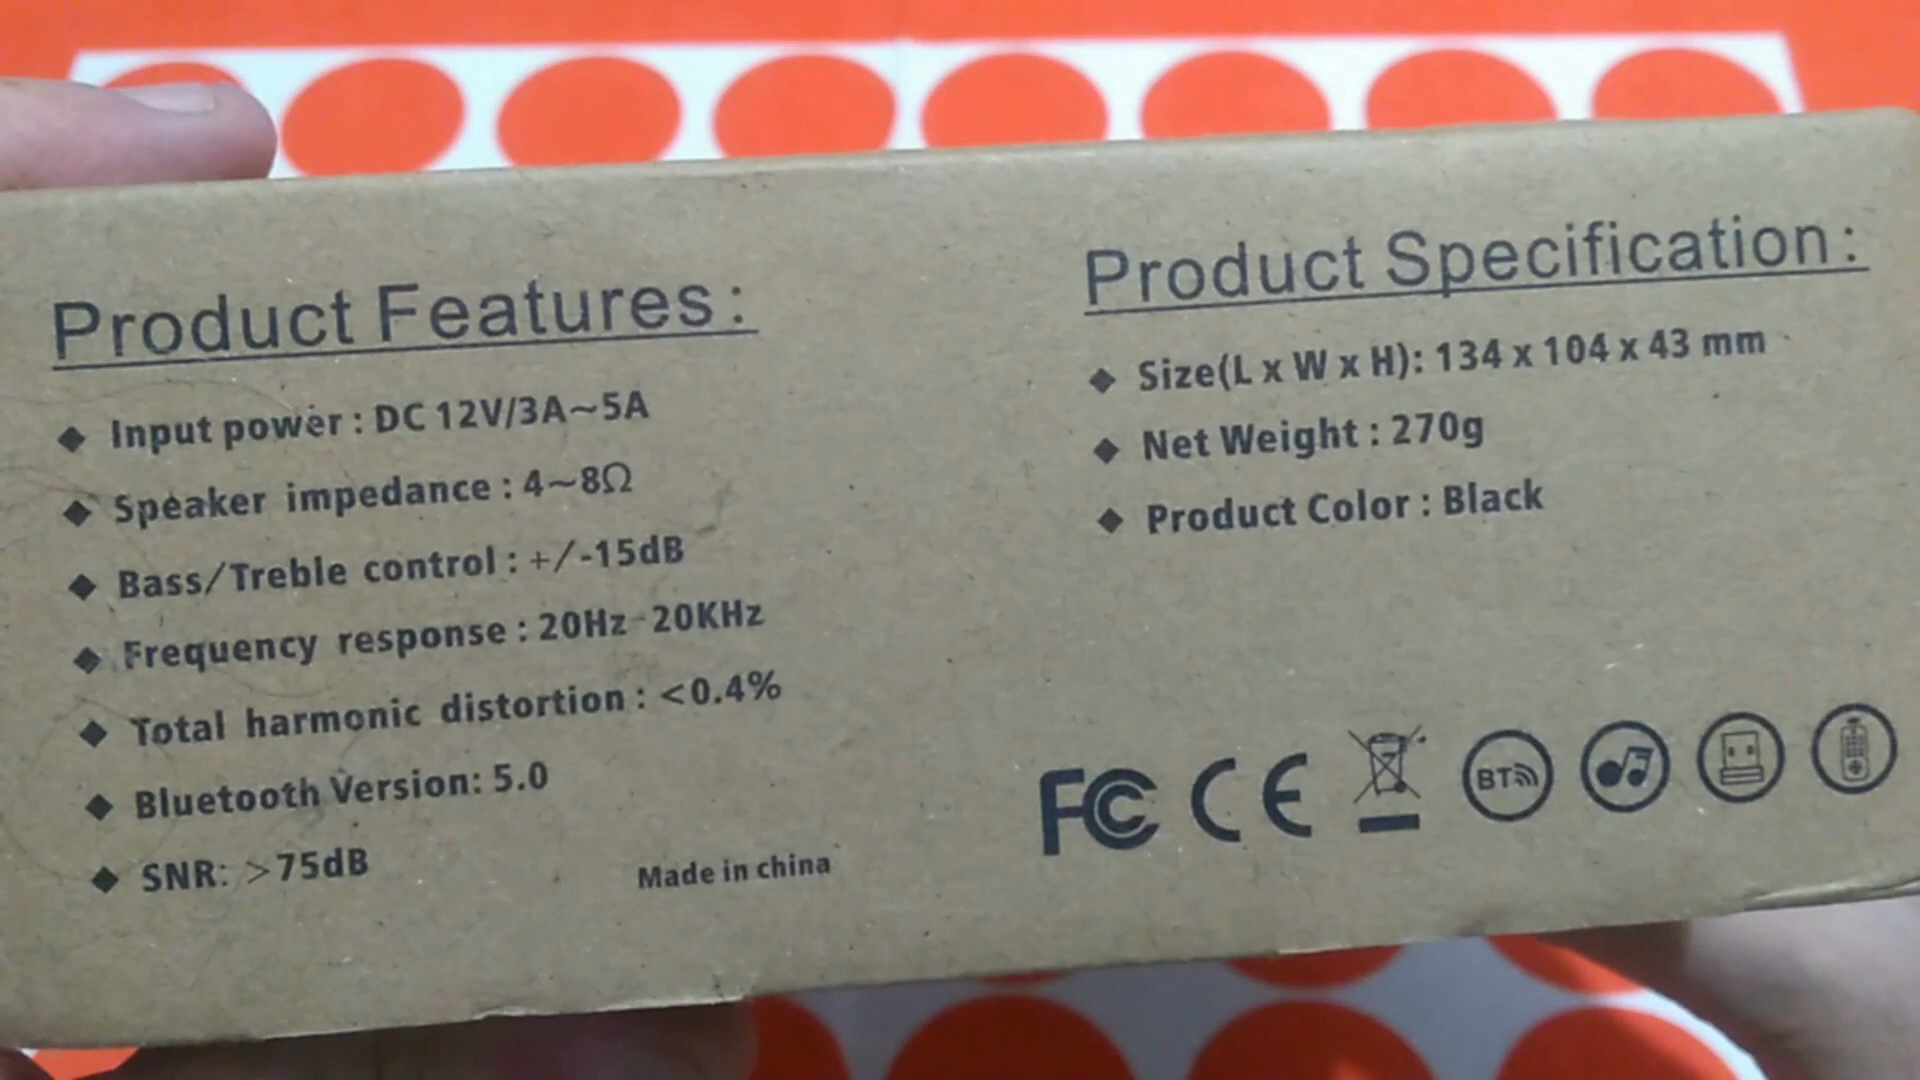 Product Features:
◆ Input power : DC 12V/3A~5A
◆ Speaker impedance : 4~8Ω
◆ Bass/Treble control : +/-15dB
◆ Frequency response : 20Hz-20KHz
◆ Total harmonic distortion : <0.4%
◆ Bluetooth Version: 5.0
◆ SNR: >75dB
Made in china
Product Specification:
◆ Size(L x W x H): 134 x 104 x 43 mm
◆ Net Weight : 270g
◆ Product Color : Black
FC CE BT